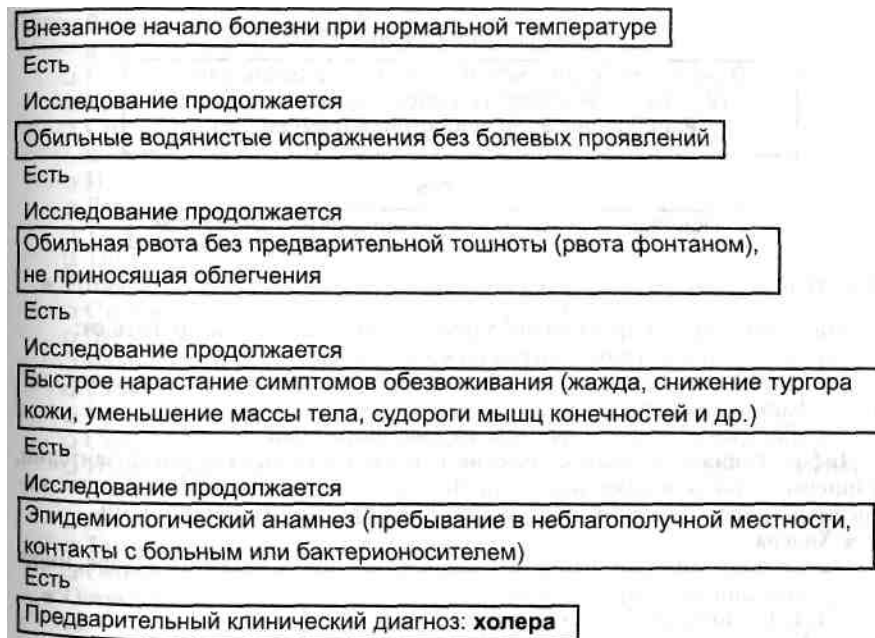 Внезапное начало болезни при нормальной температуре
Есть
Исследование продолжается
Обильные водянистые испражнения без болевых проявлений
Есть
Исследование продолжается
Обильная рвота без предварительной тошноты (рвота фонтаном),
не приносящая облегчения
Есть
Исследование продолжается
Быстрое нарастание симптомов обезвоживания (жажда, снижение тургора
кожи, уменьшение массы тела, судороги мышц конечностей и др.)
Есть
Исследование продолжается
Эпидемиологический анамнез (пребывание в неблагополучной местности,
контакты с больным или бактерионосителем)
Есть
Предварительный клинический диагноз: холера